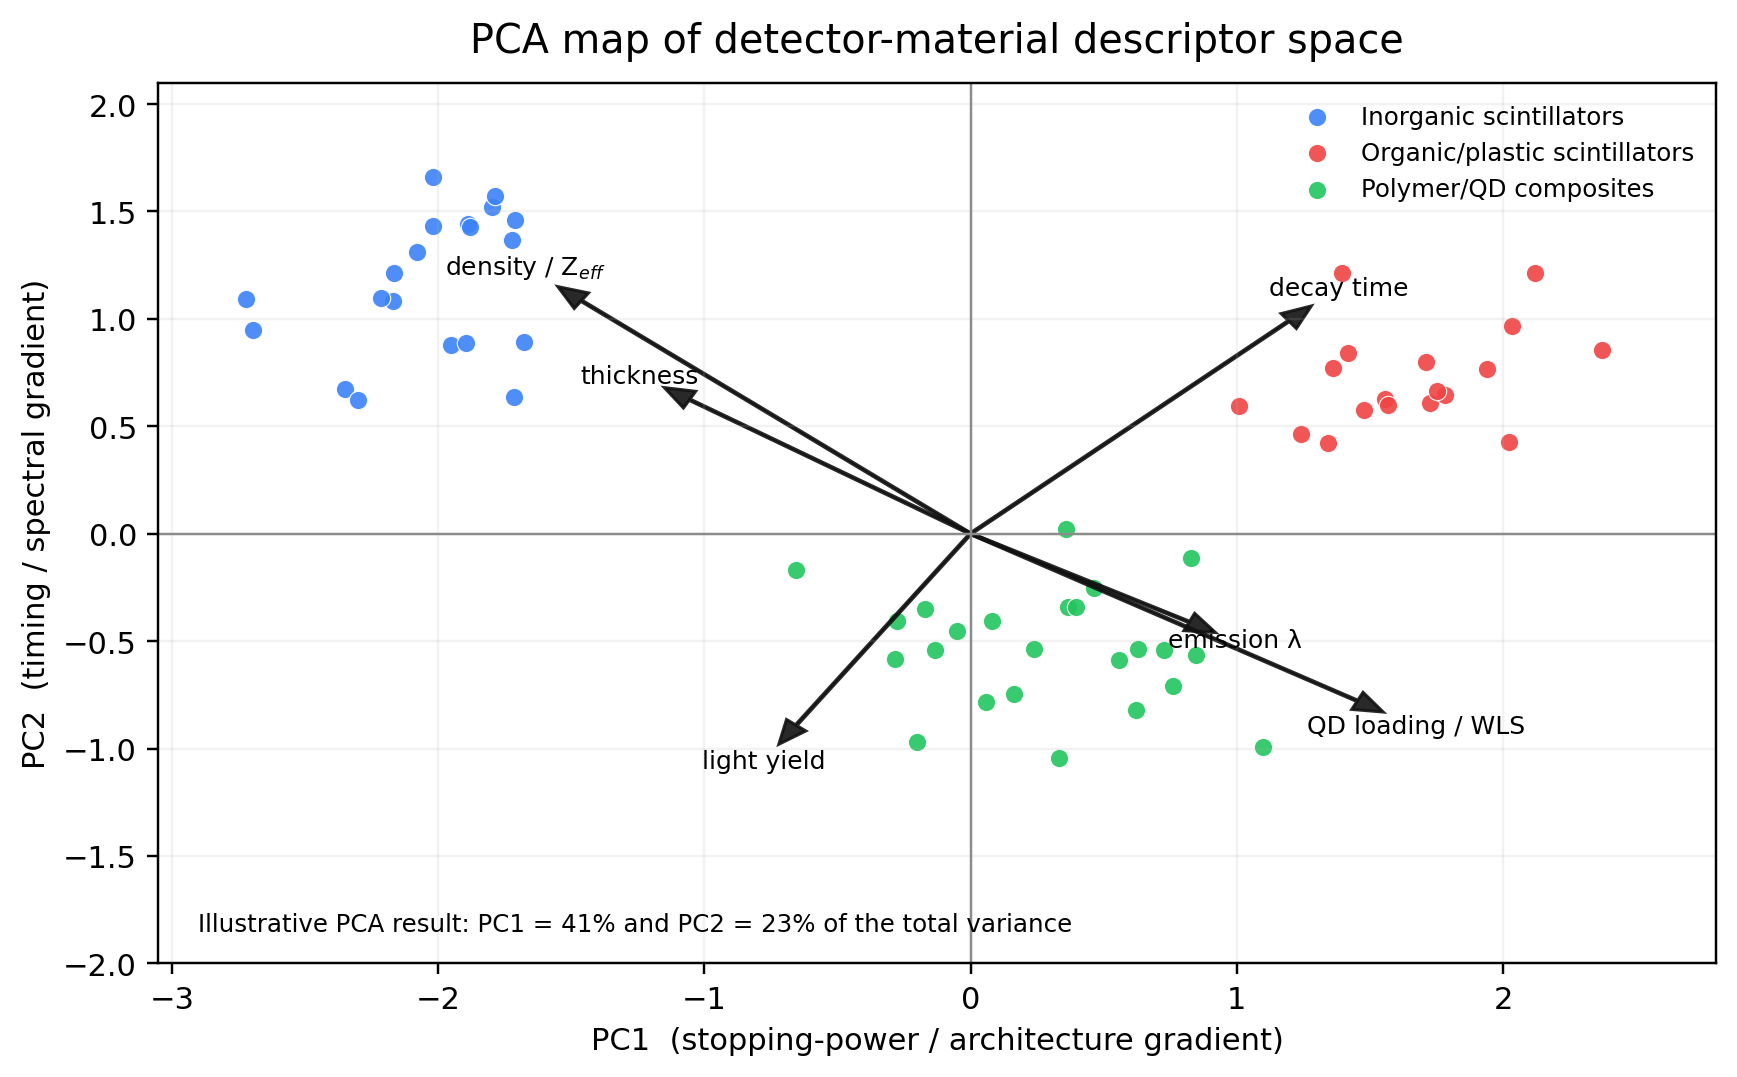 PCA map of detector-material descriptor space
Inorganic scintillators
Organic/plastic scintillators
Polymer/QD composites
density / Zeff
decay time
thickness
emission λ
QD loading / WLS
light yield
Illustrative PCA result: PC1 = 41% and PC2 = 23% of the total variance
2.0
1.5
1.0
0.5
0.0
−0.5
−1.0
−1.5
−2.0
PC2 (timing / spectral gradient)
−3 −2 −1 0 1 2
PC1 (stopping-power / architecture gradient)